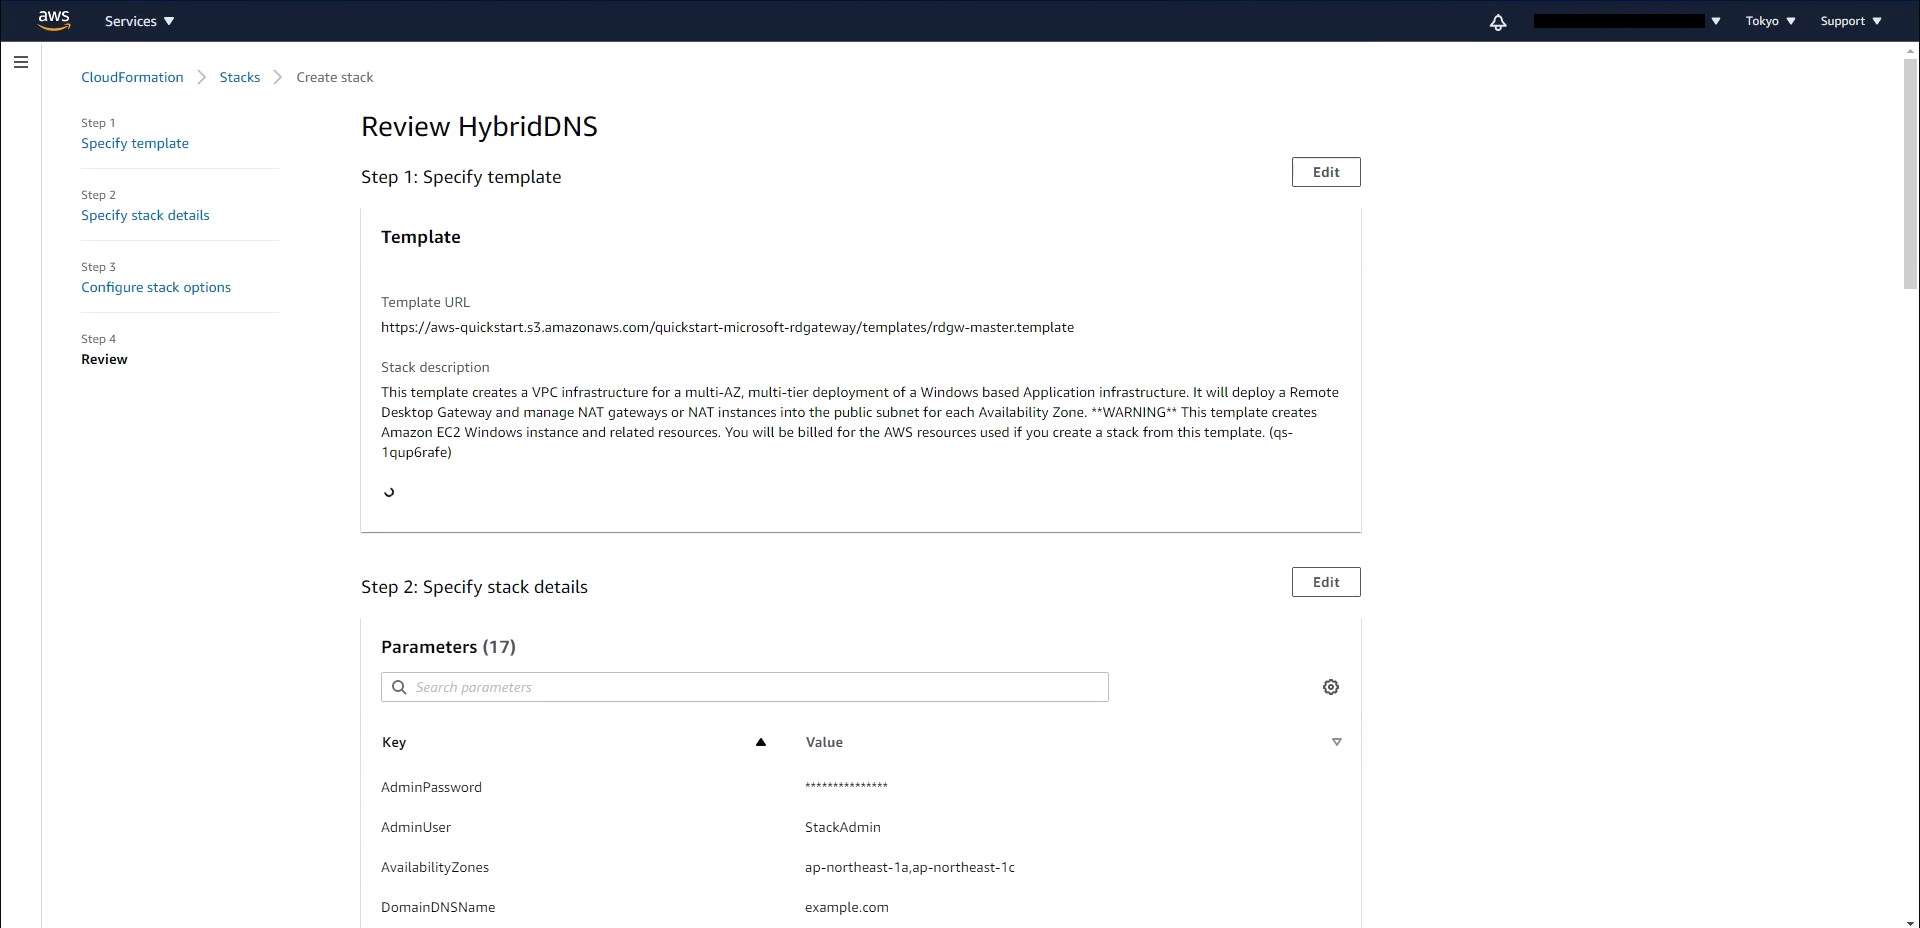 aws
Services
Tokyo
Support
CloudFormation
Stacks
Create stack
Step 1
Specify template
Step 2
Specify stack details
Step 3
Configure stack options
Step 4
Review
Review HybridDNS
Step 1: Specify template
Edit
Template
Template URL
https://aws-quickstart.s3.amazonaws.com/quickstart-microsoft-rdgateway/templates/rdgw-master.template
Stack description
This template creates a VPC infrastructure for a multi-AZ, multi-tier deployment of a Windows based Application infrastructure. It will deploy a Remote
Desktop Gateway and manage NAT gateways or NAT instances into the public subnet for each Availability Zone. **WARNING** This template creates
Amazon EC2 Windows instance and related resources. You will be billed for the AWS resources used if you create a stack from this template. (qs-
1qup6rafe)
Step 2: Specify stack details
Edit
Parameters (17)
Search parameters
Key
Value
AdminPassword
***************
AdminUser
StackAdmin
AvailabilityZones
ap-northeast-1a,ap-northeast-1c
DomainDNSName
example.com